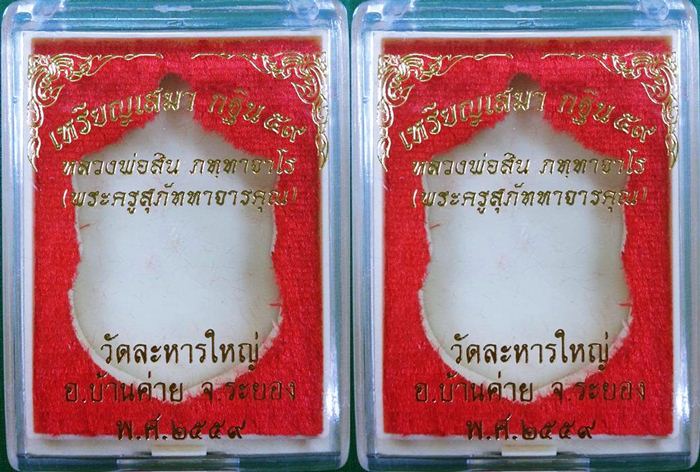 เหรียญเสมา กฐิน ๕๙
หลวงพ่อสิน ภทฺทาจาโร
(พระครูสุภัททาจารคุณ)
วัดละหารใหญ่
อ.บ้านค่าย จ.ระยอง
พ.ศ.๒๕๕๙
เหรียญเสมา กฐิน ๕๙
หลวงพ่อสิน ภทฺทาจาโร
(พระครูสุภัททาจารคุณ)
วัดละหารใหญ่
อ.บ้านค่าย จ.ระยอง
พ.ศ.๒๕๕๙